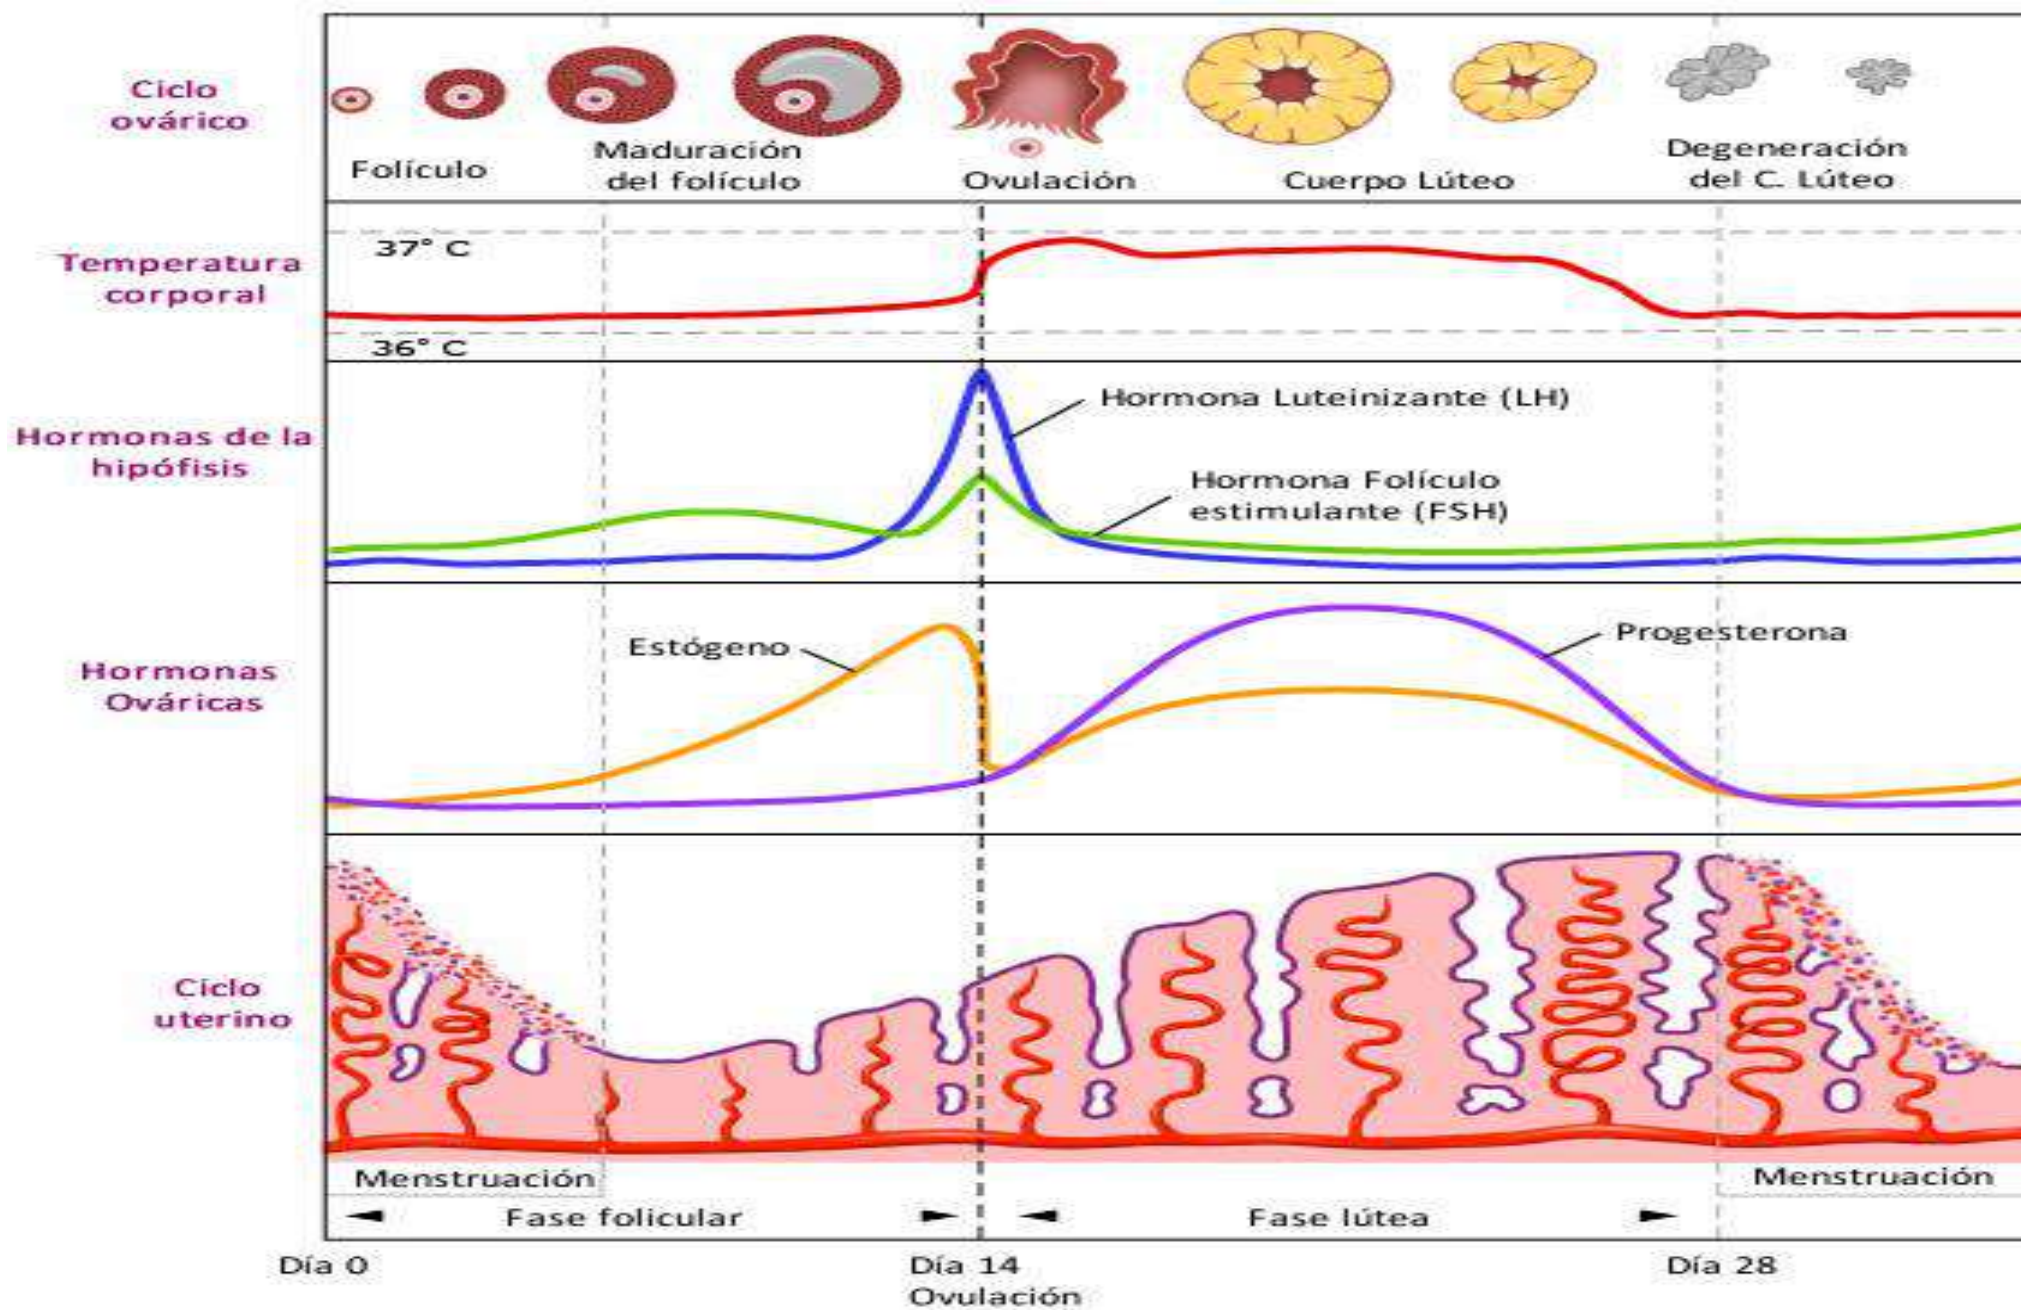 Ciclo
ovárico
Folículo
Maduración
del folículo
Ovulación
Cuerpo Lúteo
Degeneración
del C. Lúteo
Temperatura
corporal
37° C
36° C
Hormonas de la
hipófisis
Hormona Luteinizante (LH)
Hormona Folículo
estimulante (FSH)
Hormonas
Ováricas
Estógeno
Progesterona
Ciclo
uterino
Menstruación
Menstruación
Fase folicular
Fase lútea
Día 0
Día 14
Ovulación
Día 28